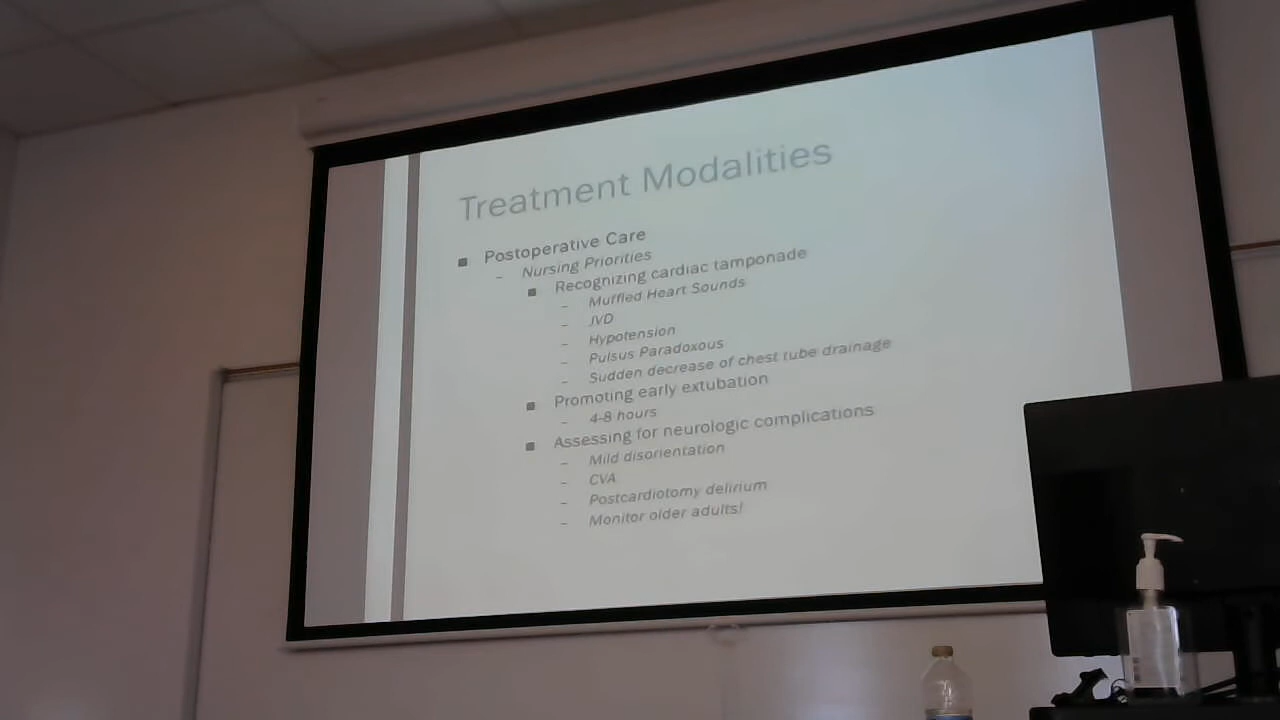 Treatment Modalities
▪ Postoperative Care
– Nursing Priorities
▪ Recognizing cardiac tamponade
– Muffled Heart Sounds
– JVD
– Hypotension
– Pulsus Paradoxous
– Sudden decrease of chest tube drainage
▪ Promoting early extubation
– 4-8 hours
▪ Assessing for neurologic complications
– Mild disorientation
– CVA
– Postcardiotomy delirium
– Monitor older adults!